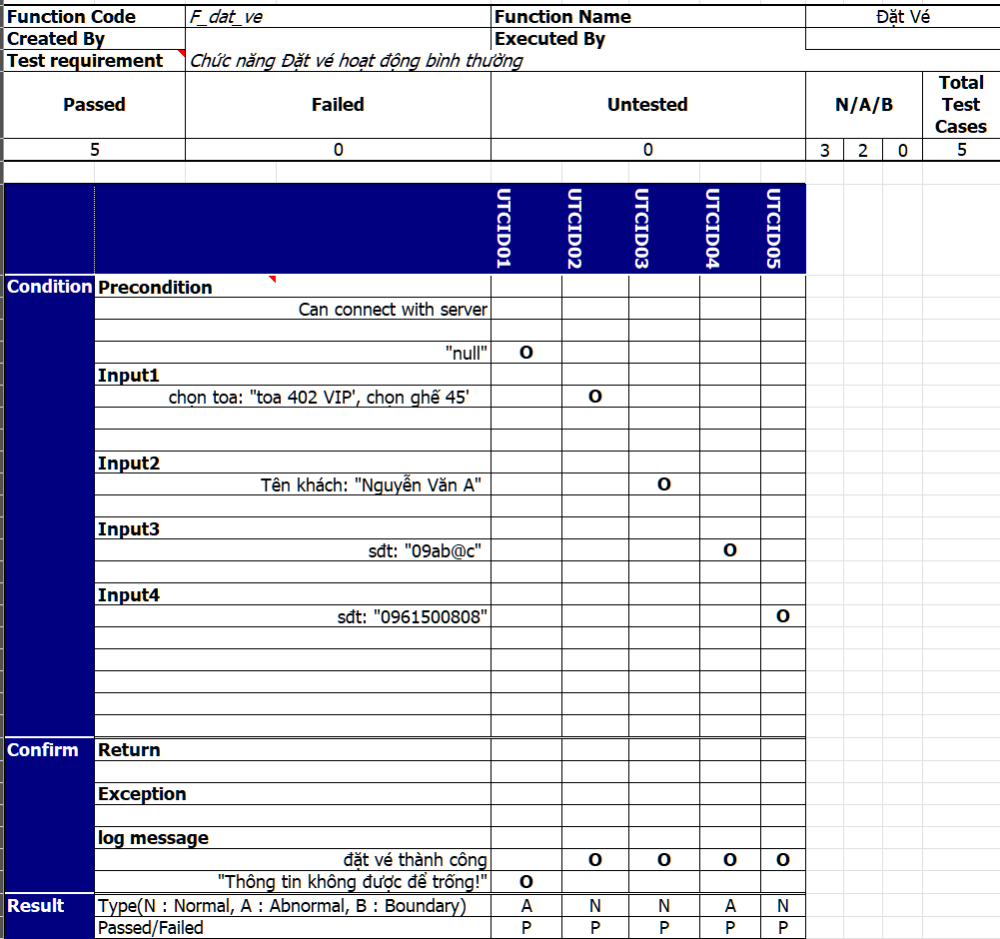 Function Code F_dat_ve Function Name Đặt Vé
Created By Executed By
Test requirement Chức năng Đặt vé hoạt động bình thường
Passed Failed Untested N/A/B Total Test Cases
5 0 0 3 2 0 5
UTCID01 UTCID02 UTCID03 UTCID04 UTCID05
Condition Precondition
Can connect with server
"null" O
Input1
chọn toa: "toa 402 VIP', chọn ghế 45' O
Input2
Tên khách: "Nguyễn Văn A" O
Input3
sđt: "09ab@c" O
Input4
sđt: "0961500808" O
Confirm Return
Exception
log message
đặt vé thành công O O O O
"Thông tin không được để trống!" O
Result Type(N : Normal, A : Abnormal, B : Boundary) A N N A N
Passed/Failed P P P P P